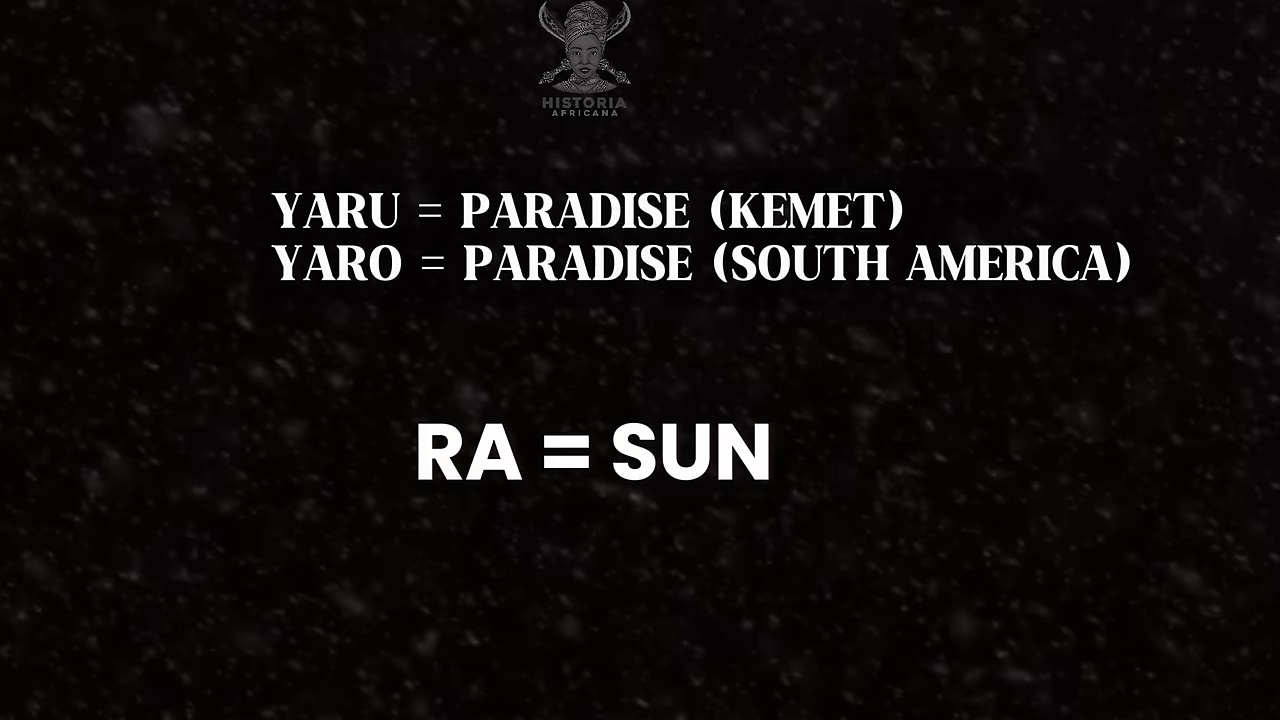 HISTORIA
AFRICANA
YARU = PARADISE (KEMET)
YARO = PARADISE (SOUTH AMERICA)
RA = SUN